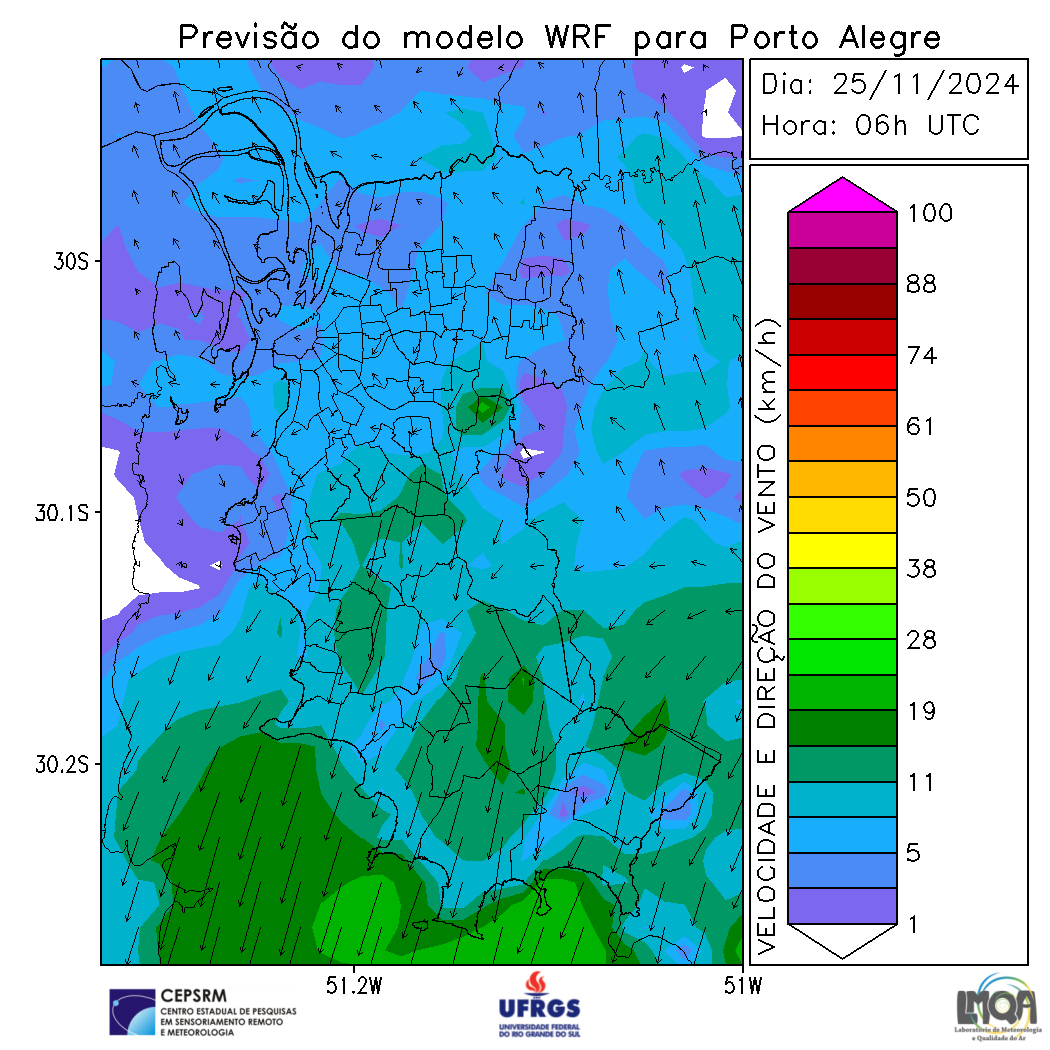 Previsão do modelo WRF para Porto Alegre
Dia: 25/11/2024
Hora: 06h UTC
30S
30.1S
30.2S
51.2W
51W
VELOCIDADE E DIREÇÃO DO VENTO (km/h)
100
88
74
61
50
38
28
19
11
5
1
CEPSRM
CENTRO ESTADUAL DE PESQUISAS
EM SENSORIAMENTO REMOTO
E METEOROLOGIA
UFRGS
UNIVERSIDADE FEDERAL
DO RIO GRANDE DO SUL
LMQA
Laboratório de Meteorologia
e Qualidade do Ar